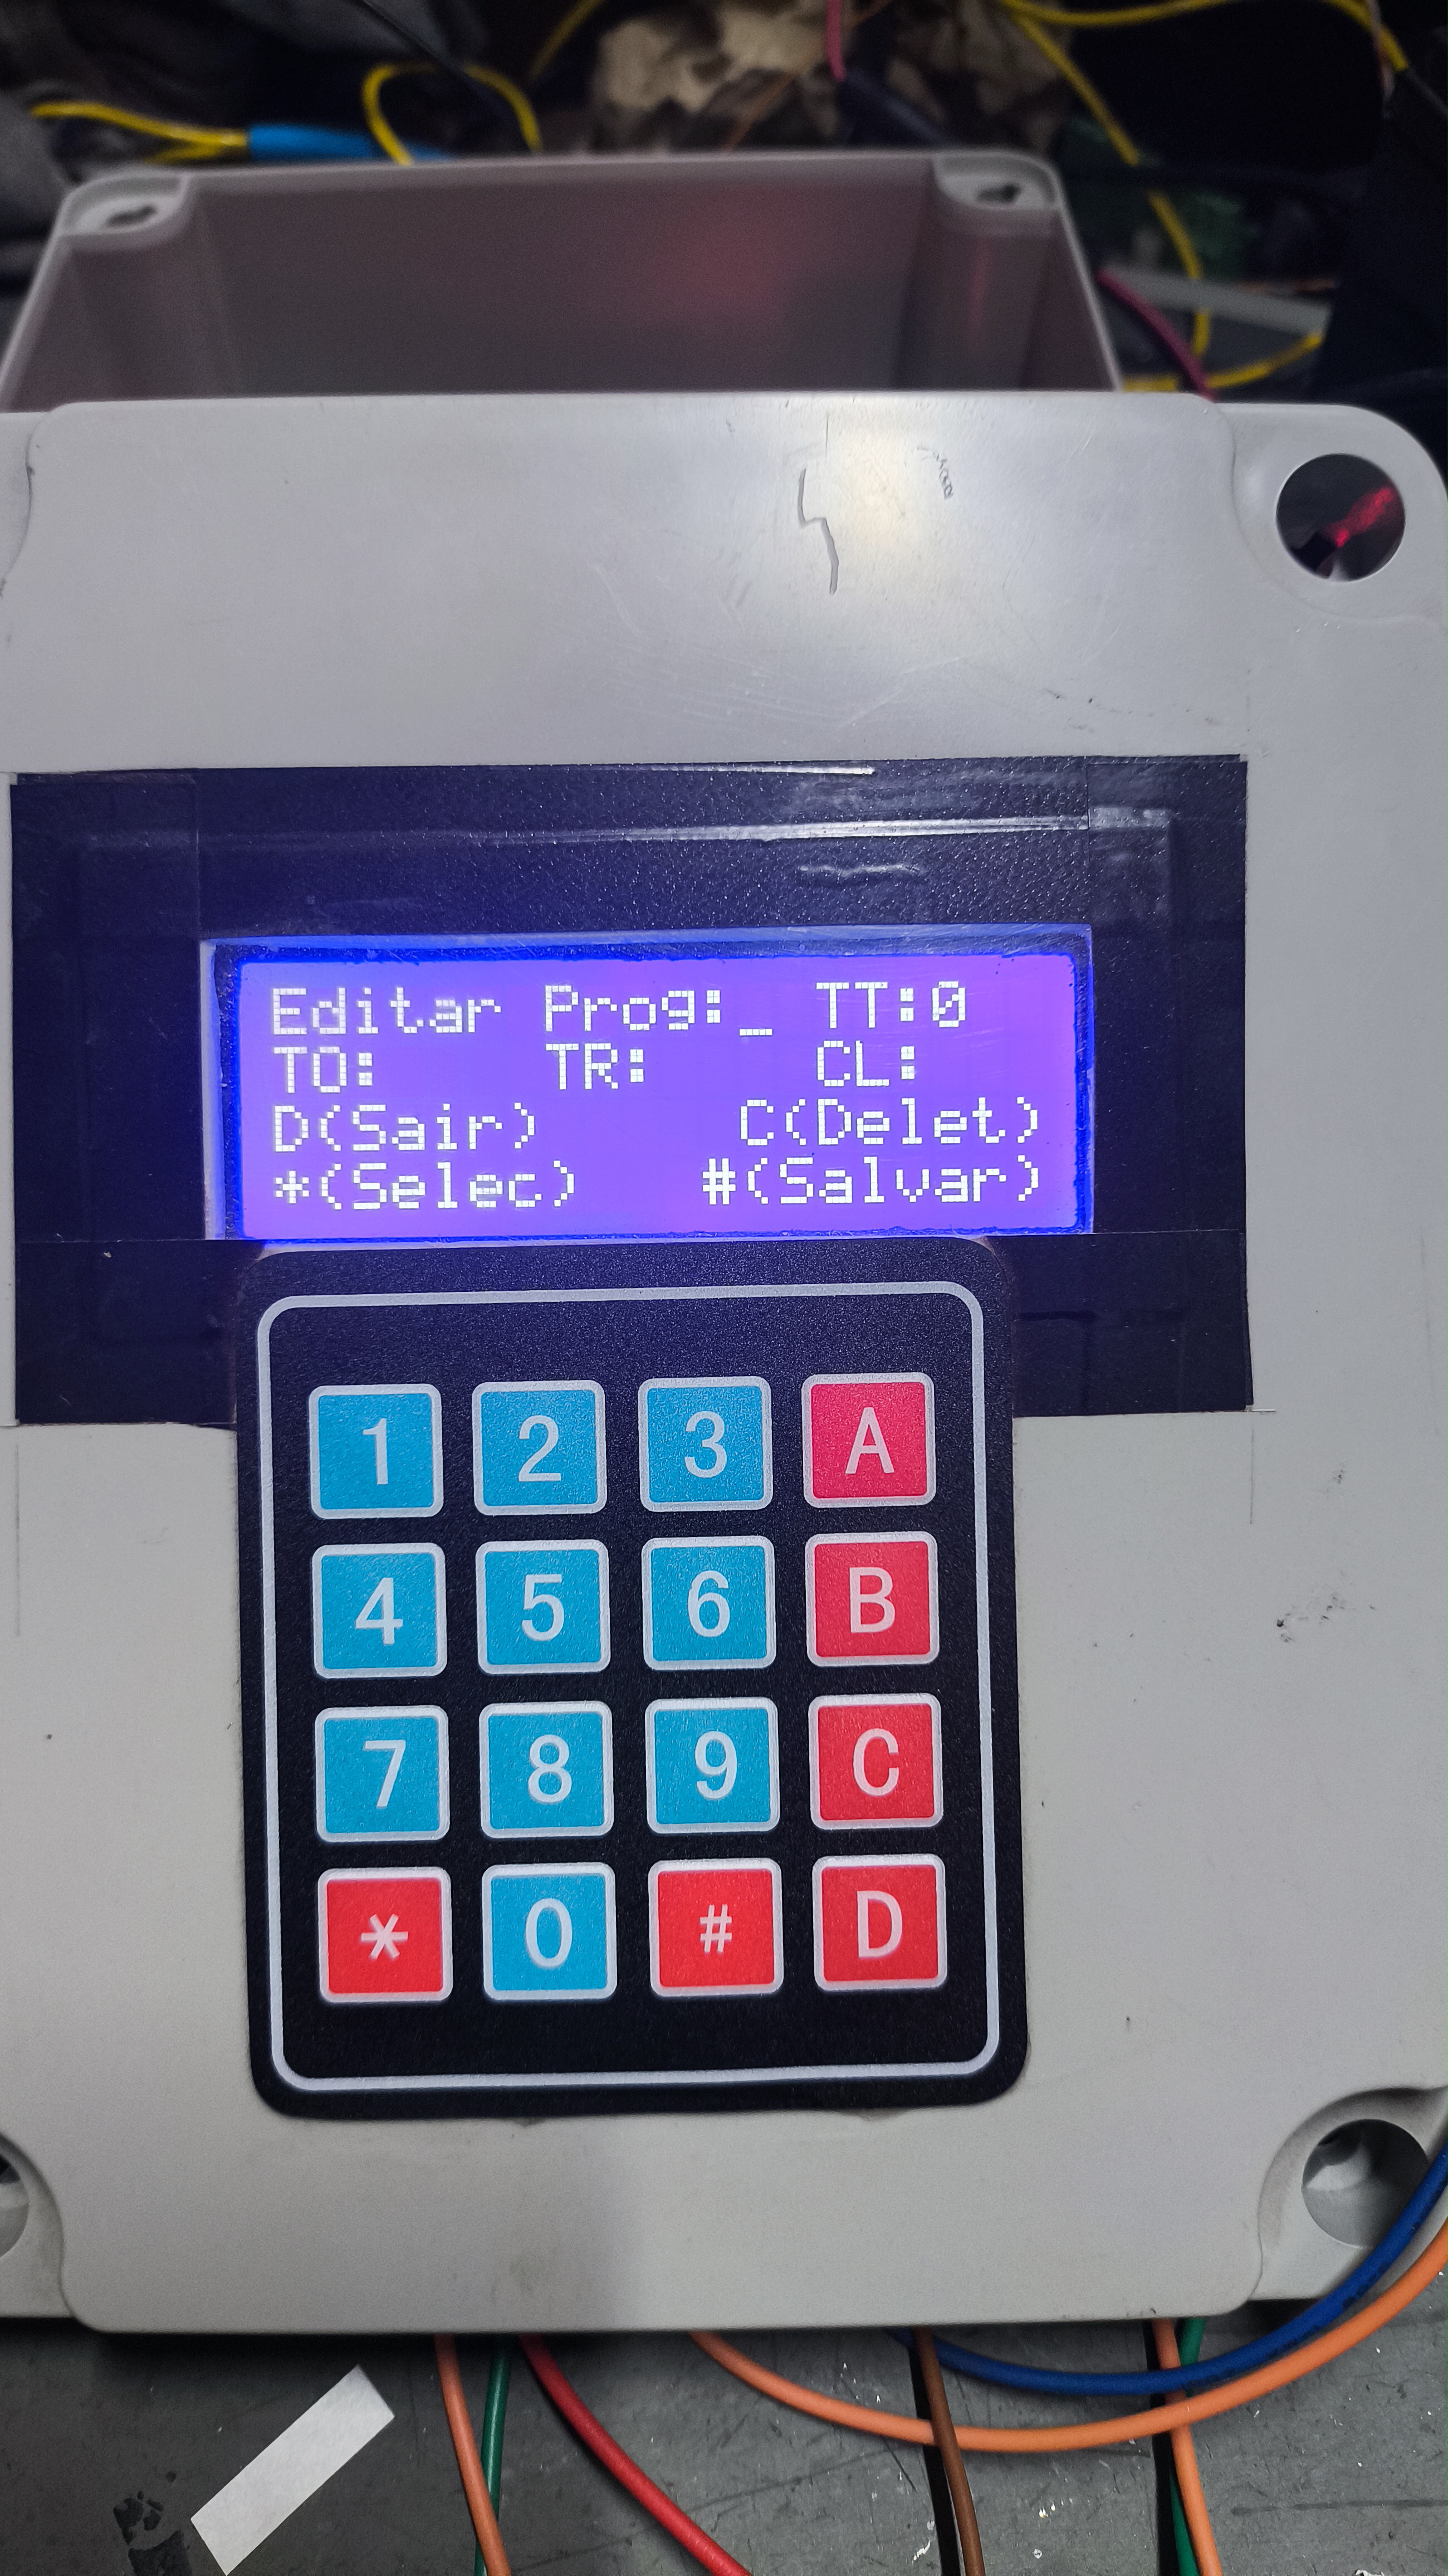 Editar Prog:_ TT:0
TO: TR: CL:
D(Sair) C(Delet)
*(Selec) #(Salvar)
1 2 3 A
4 5 6 B
7 8 9 C
* 0 # D